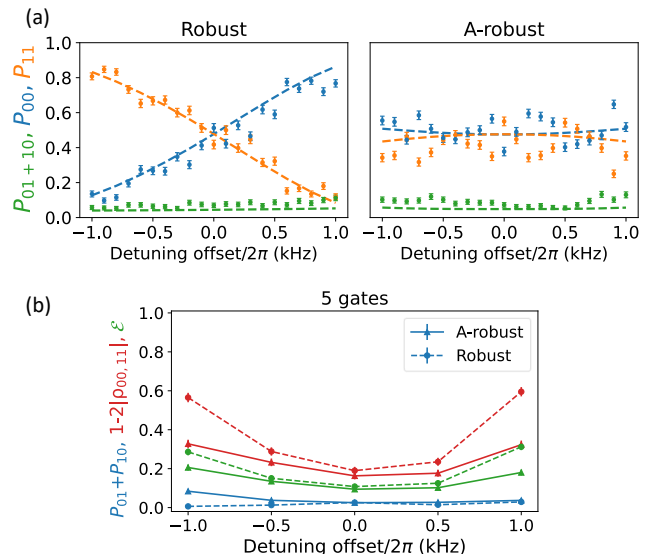 (a)
Robust
A-robust
P₀₁₊₁₀, P₀₀, P₁₁
1.0
0.8
0.6
0.4
0.2
0.0
−1.0 −0.5 0.0 0.5 1.0
Detuning offset/2π (kHz)
−1.0 −0.5 0.0 0.5 1.0
Detuning offset/2π (kHz)
(b)
5 gates
P₀₁+P₁₀, 1-2|ρ₀₀,₁₁|, ℰ
1.0
0.8
0.6
0.4
0.2
0.0
A-robust
Robust
−1.0 −0.5 0.0 0.5 1.0
Detuning offset/2π (kHz)